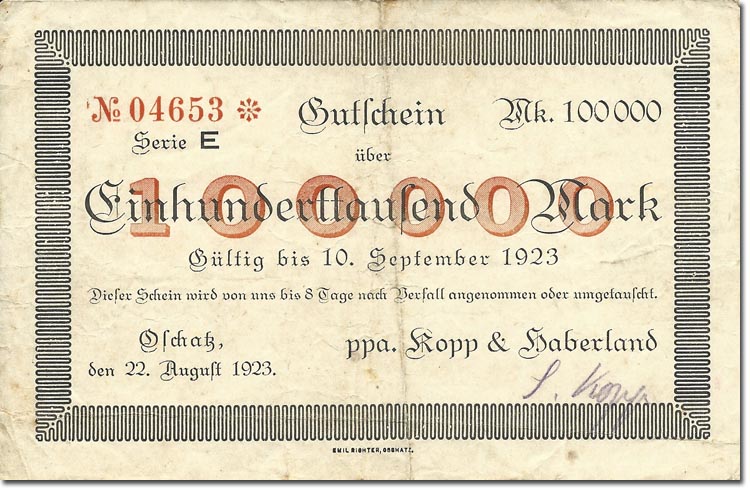 № 04653 * Gutschein Mk. 100000
Serie E
über
100000
Einhunderttausend Mark
Gültig bis 10. September 1923
Dieser Schein wird von uns bis 8 Tage nach Verfall angenommen oder umgetauscht.
Oschatz, ppa. Kopp & Haberland
den 22. August 1923.
EMIL RICHTER, OSCHATZ.